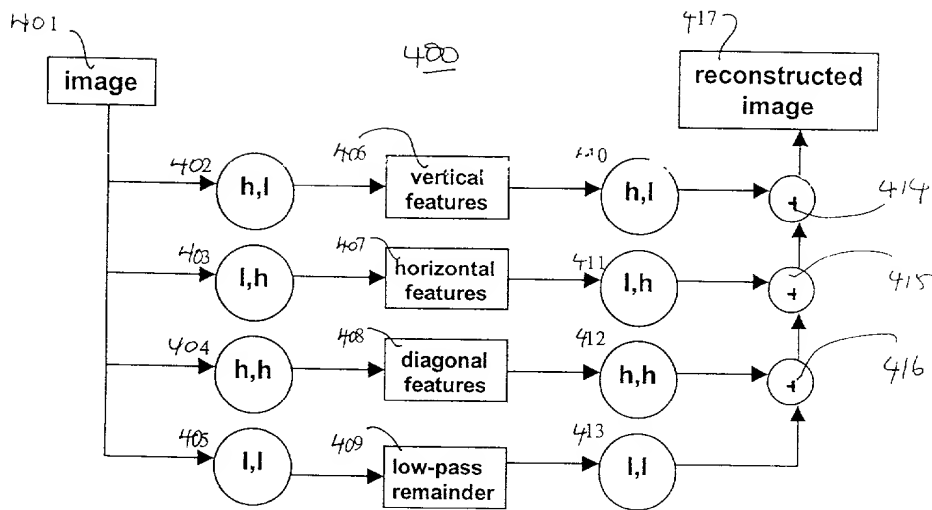 401
image
400
417
reconstructed
image
402
h,l
406
vertical
features
410
h,l
+
414
403
l,h
407
horizontal
features
411
l,h
+
415
404
h,h
408
diagonal
features
412
h,h
+
416
405
l,l
409
low-pass
remainder
413
l,l